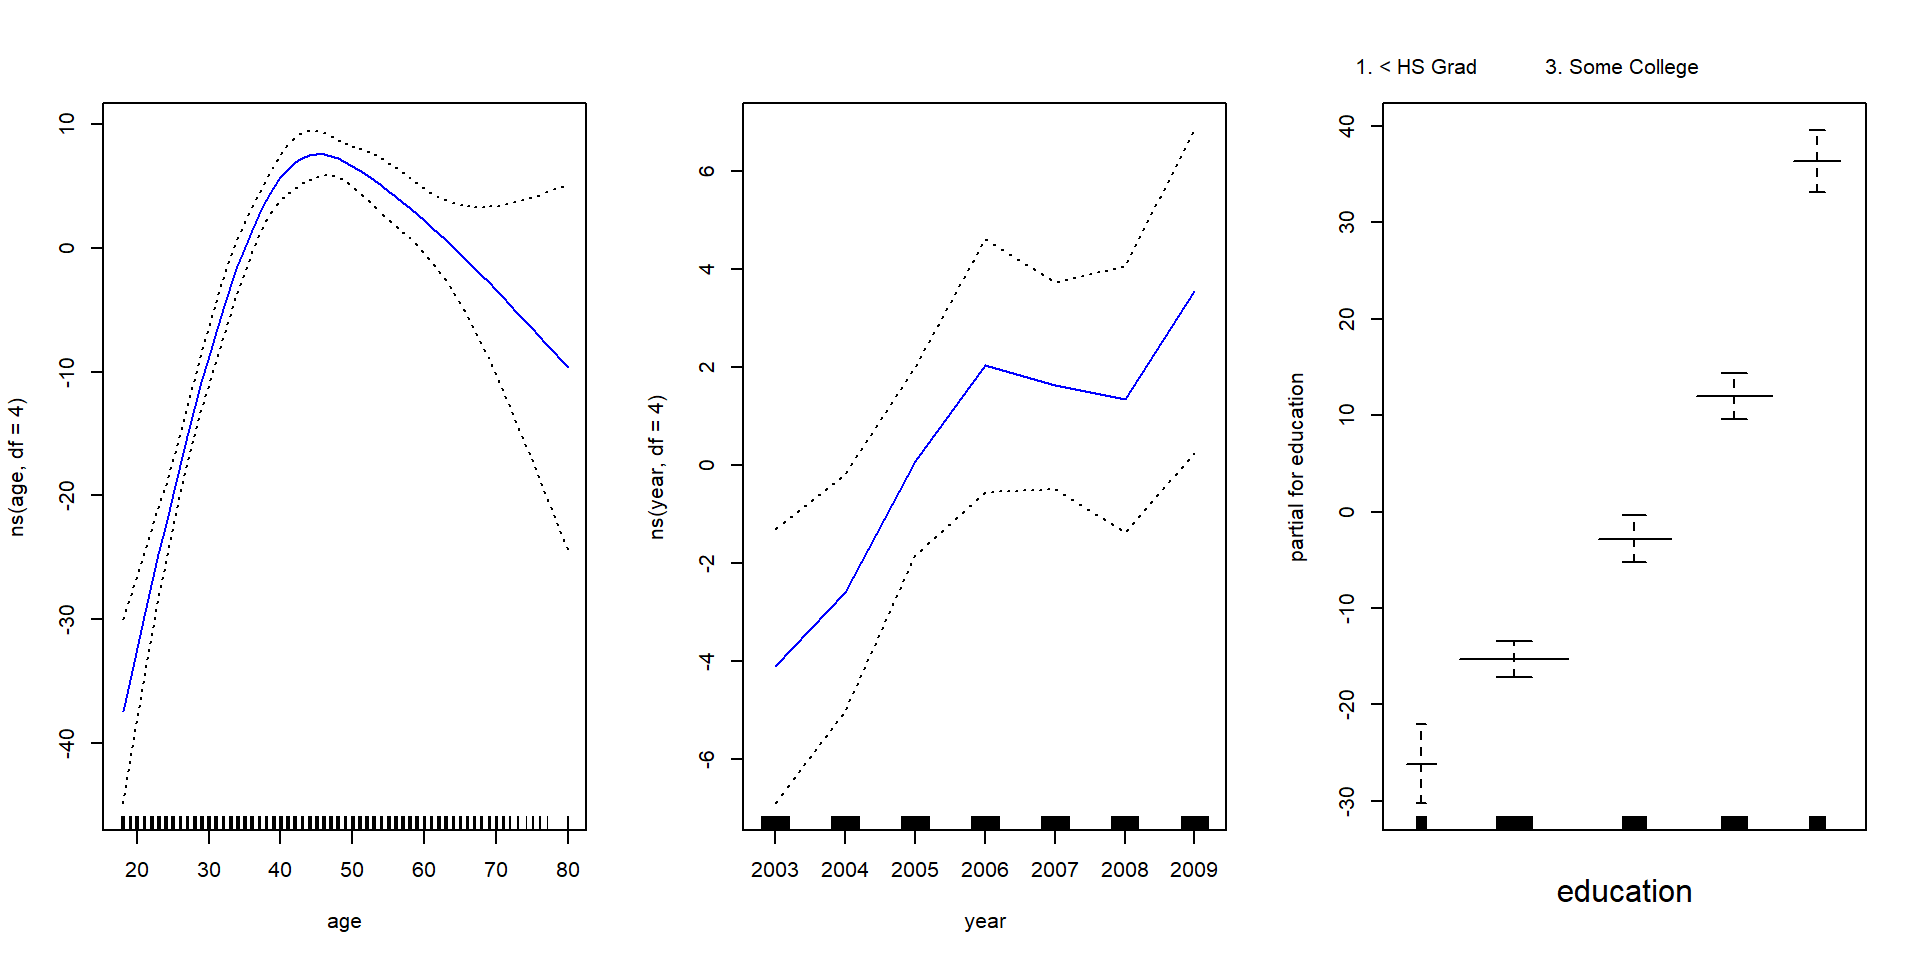 1. < HS Grad 3. Some College
ns(age, df = 4)
10
0
-10
-20
-30
-40
20 30 40 50 60 70 80
age
ns(year, df = 4)
6
4
2
0
-2
-4
-6
2003 2004 2005 2006 2007 2008 2009
year
partial for education
40
30
20
10
0
-10
-20
-30
education